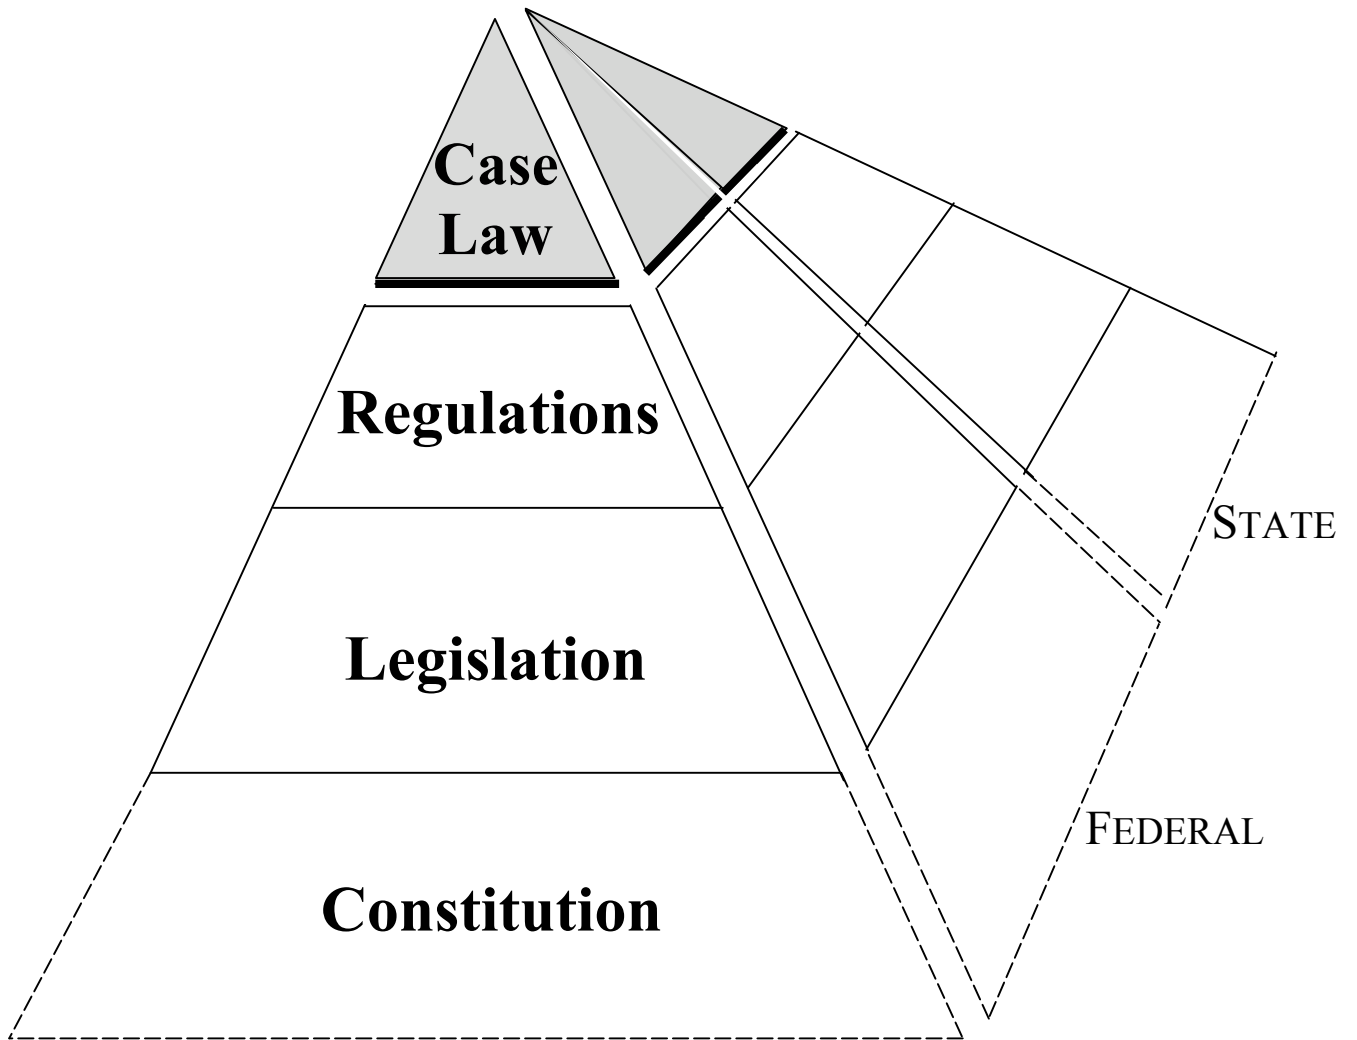 Case
Law
Regulations
Legislation
Constitution
STATE
FEDERAL